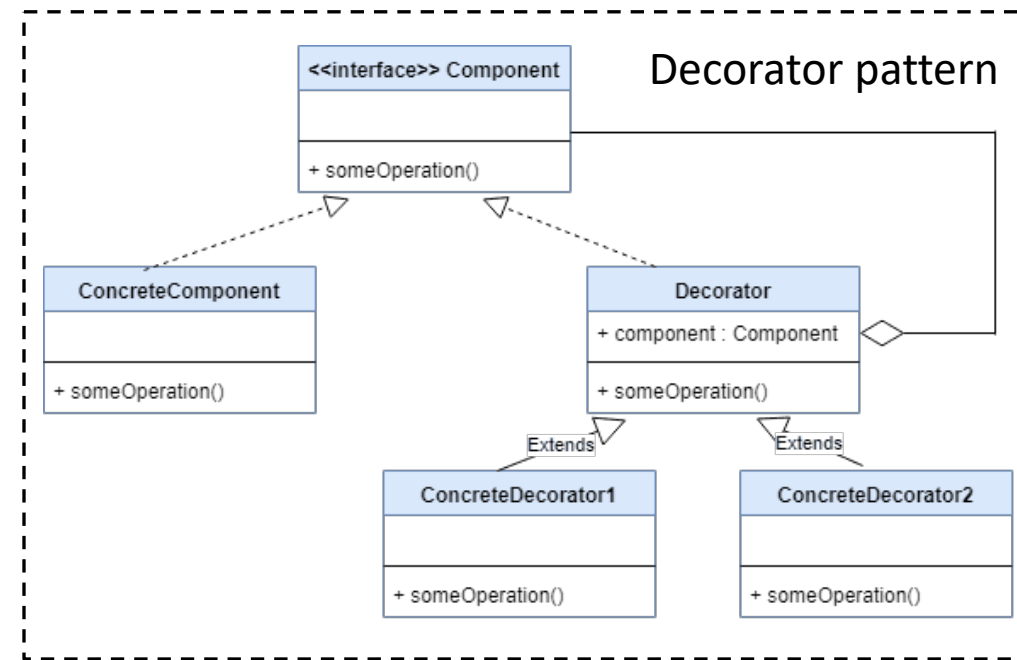 Decorator pattern
<<interface>> Component
+ someOperation()
ConcreteComponent
+ someOperation()
Decorator
+ component : Component
+ someOperation()
Extends
Extends
ConcreteDecorator1
+ someOperation()
ConcreteDecorator2
+ someOperation()